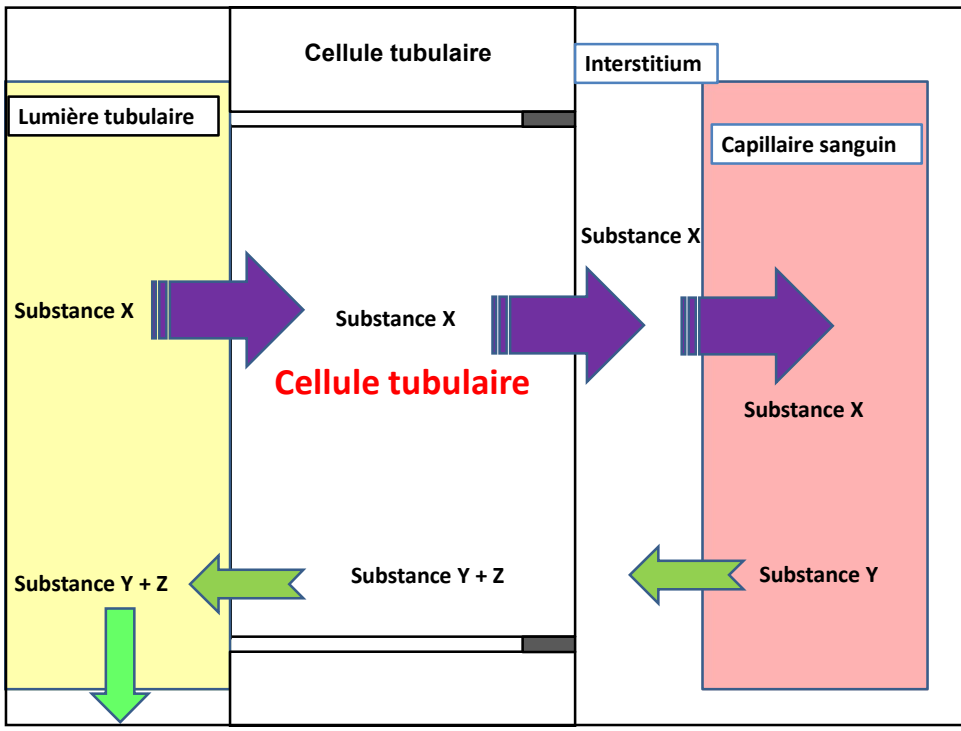 Cellule tubulaire
Interstitium
Lumière tubulaire
Capillaire sanguin
Substance X
Substance X
Substance X
Cellule tubulaire
Substance X
Substance Y + Z
Substance Y + Z
Substance Y